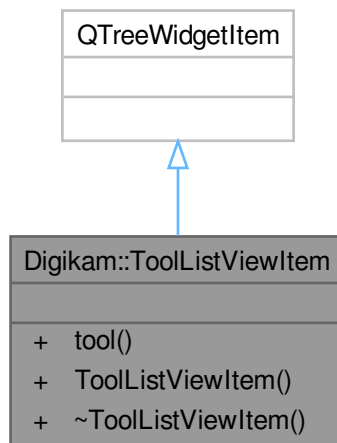 QTreeWidgetItem
Digikam::ToolListViewItem
+ tool()
+ ToolListViewItem()
+ ~ToolListViewItem()